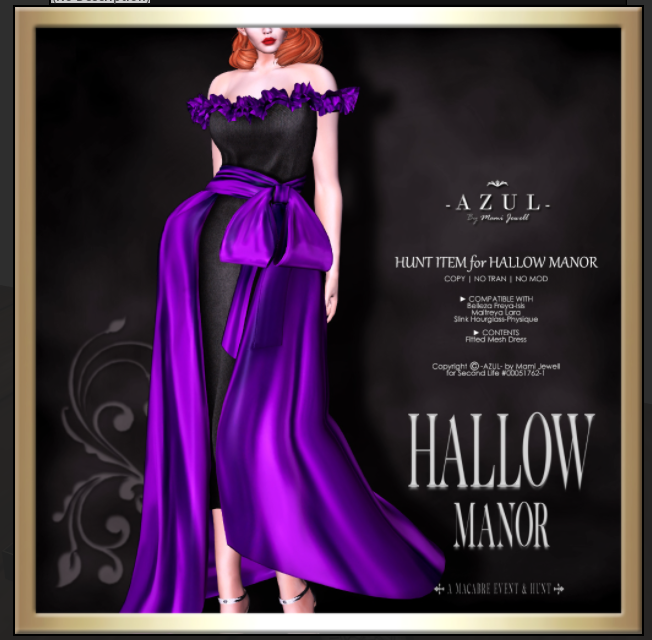 (No Description)
-AZUL-
By Mami Jewell
HUNT ITEM for HALLOW MANOR
COPY | NO TRAN | NO MOD
► COMPATIBLE WITH
Belleza Freya-Isis
Maitreya Lara
Slink Hourglass-Physique
► CONTENTS
Fitted Mesh Dress
Copyright ©-AZUL- by Mami Jewell
for Second Life #00051762-1
HALLOW
MANOR
A MACABRE EVENT & HUNT